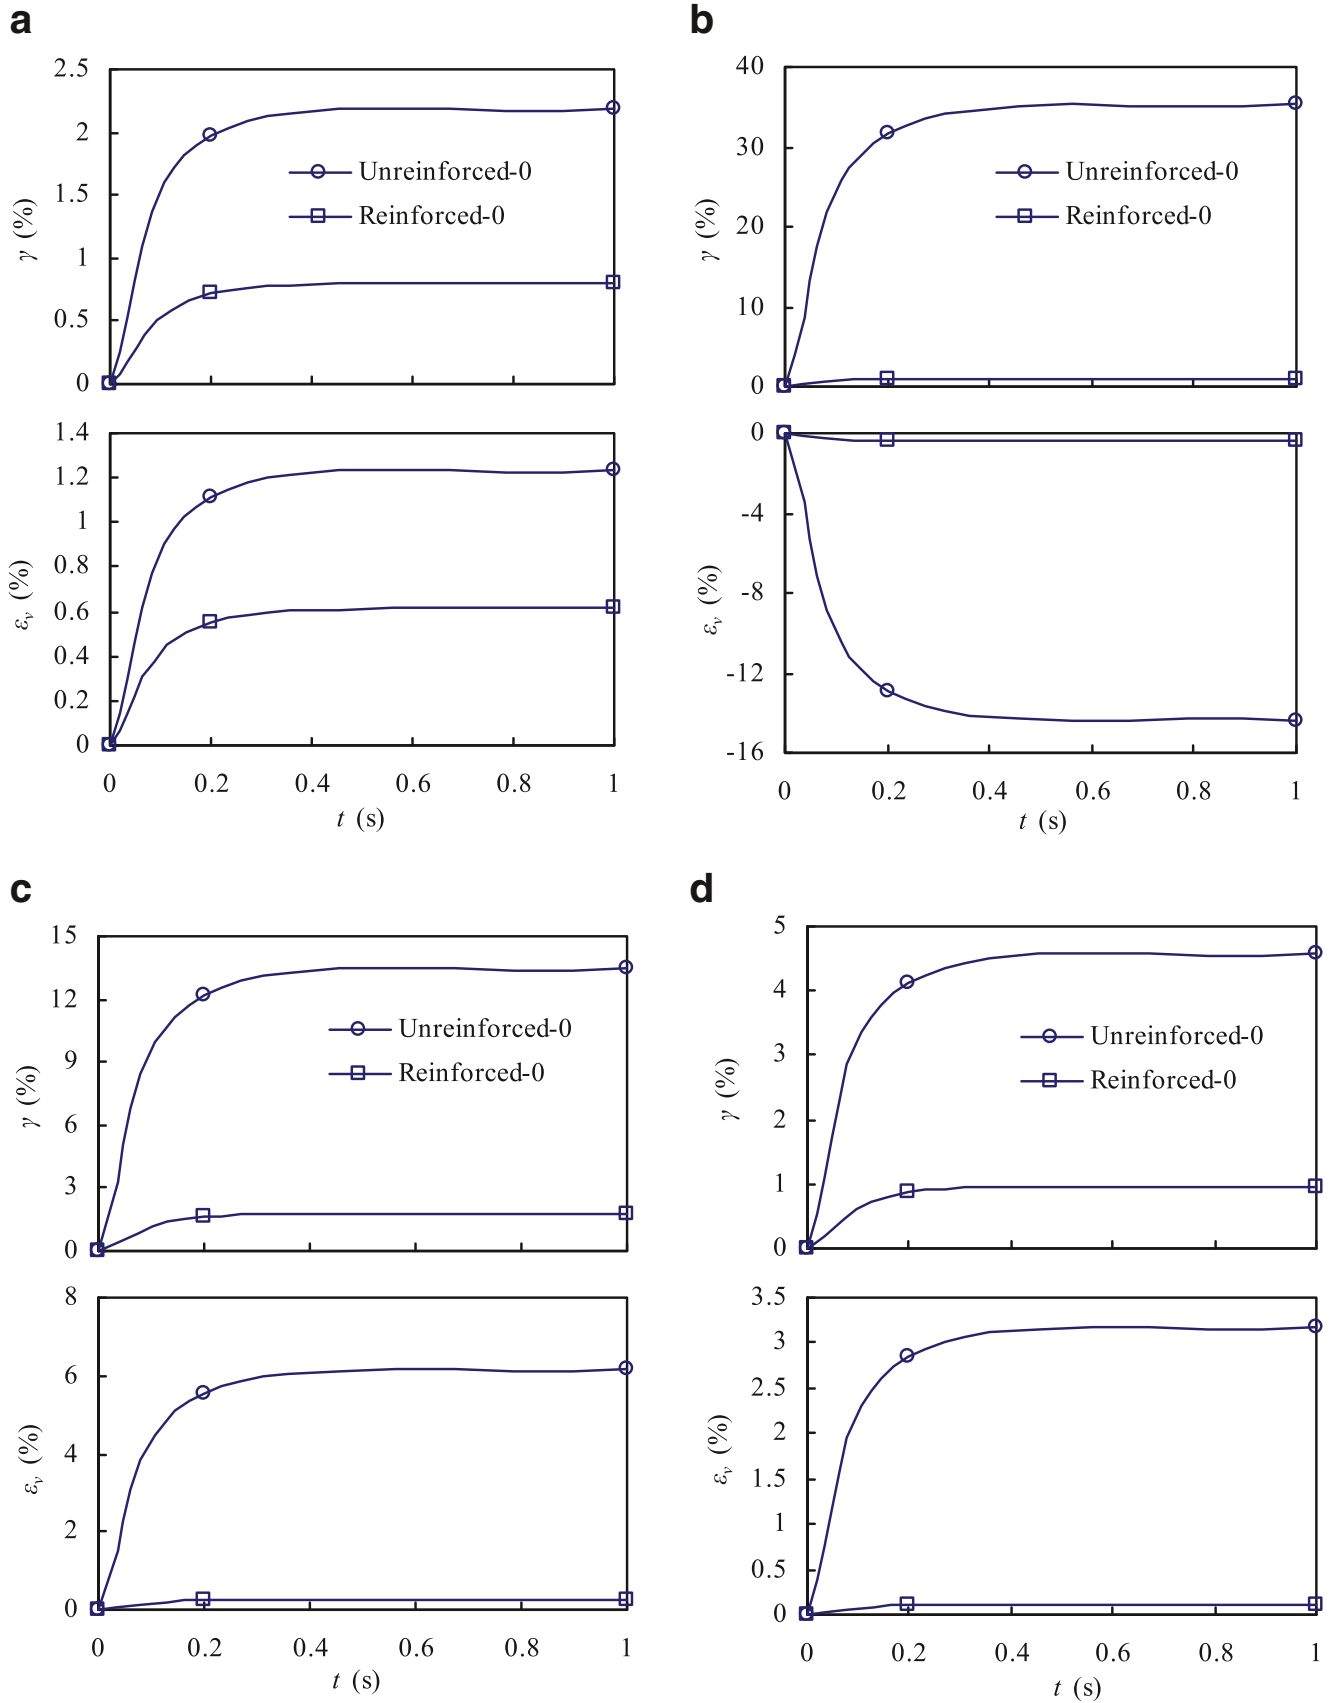 a
2.5
2
1.5
1
0.5
0
γ (%)
Unreinforced-0
Reinforced-0
1.4
1.2
1
0.8
0.6
0.4
0.2
0
εv (%)
0 0.2 0.4 0.6 0.8 1
t (s)
b
40
30
20
10
0
γ (%)
Unreinforced-0
Reinforced-0
0
-4
-8
-12
-16
εv (%)
0 0.2 0.4 0.6 0.8 1
t (s)
c
15
12
9
6
3
0
γ (%)
Unreinforced-0
Reinforced-0
8
6
4
2
0
εv (%)
0 0.2 0.4 0.6 0.8 1
t (s)
d
5
4
3
2
1
0
γ (%)
Unreinforced-0
Reinforced-0
3.5
3
2.5
2
1.5
1
0.5
0
εv (%)
0 0.2 0.4 0.6 0.8 1
t (s)